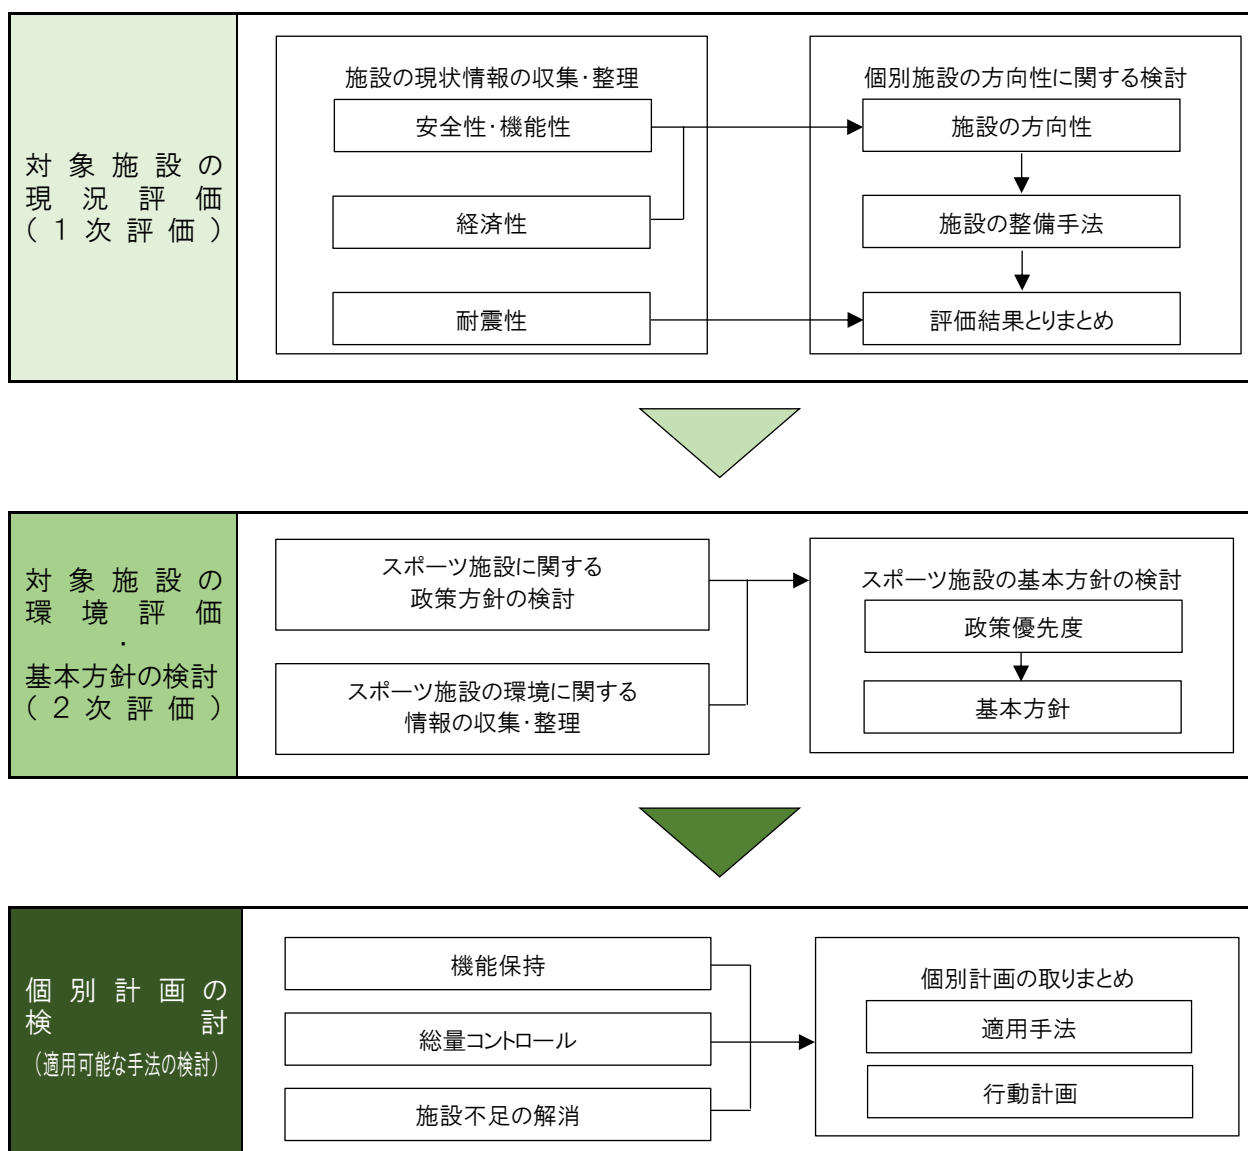 対象施設の
現況評価
(1次評価)
施設の現状情報の収集・整理
安全性・機能性
経済性
耐震性
個別施設の方向性に関する検討
施設の方向性
施設の整備手法
評価結果とりまとめ
対象施設の
環境評価
・
基本方針の検討
(2次評価)
スポーツ施設に関する
政策方針の検討
スポーツ施設の環境に関する
情報の収集・整理
スポーツ施設の基本方針の検討
政策優先度
基本方針
個別計画の
検討
(適用可能な手法の検討)
機能保持
総量コントロール
施設不足の解消
個別計画の取りまとめ
適用手法
行動計画